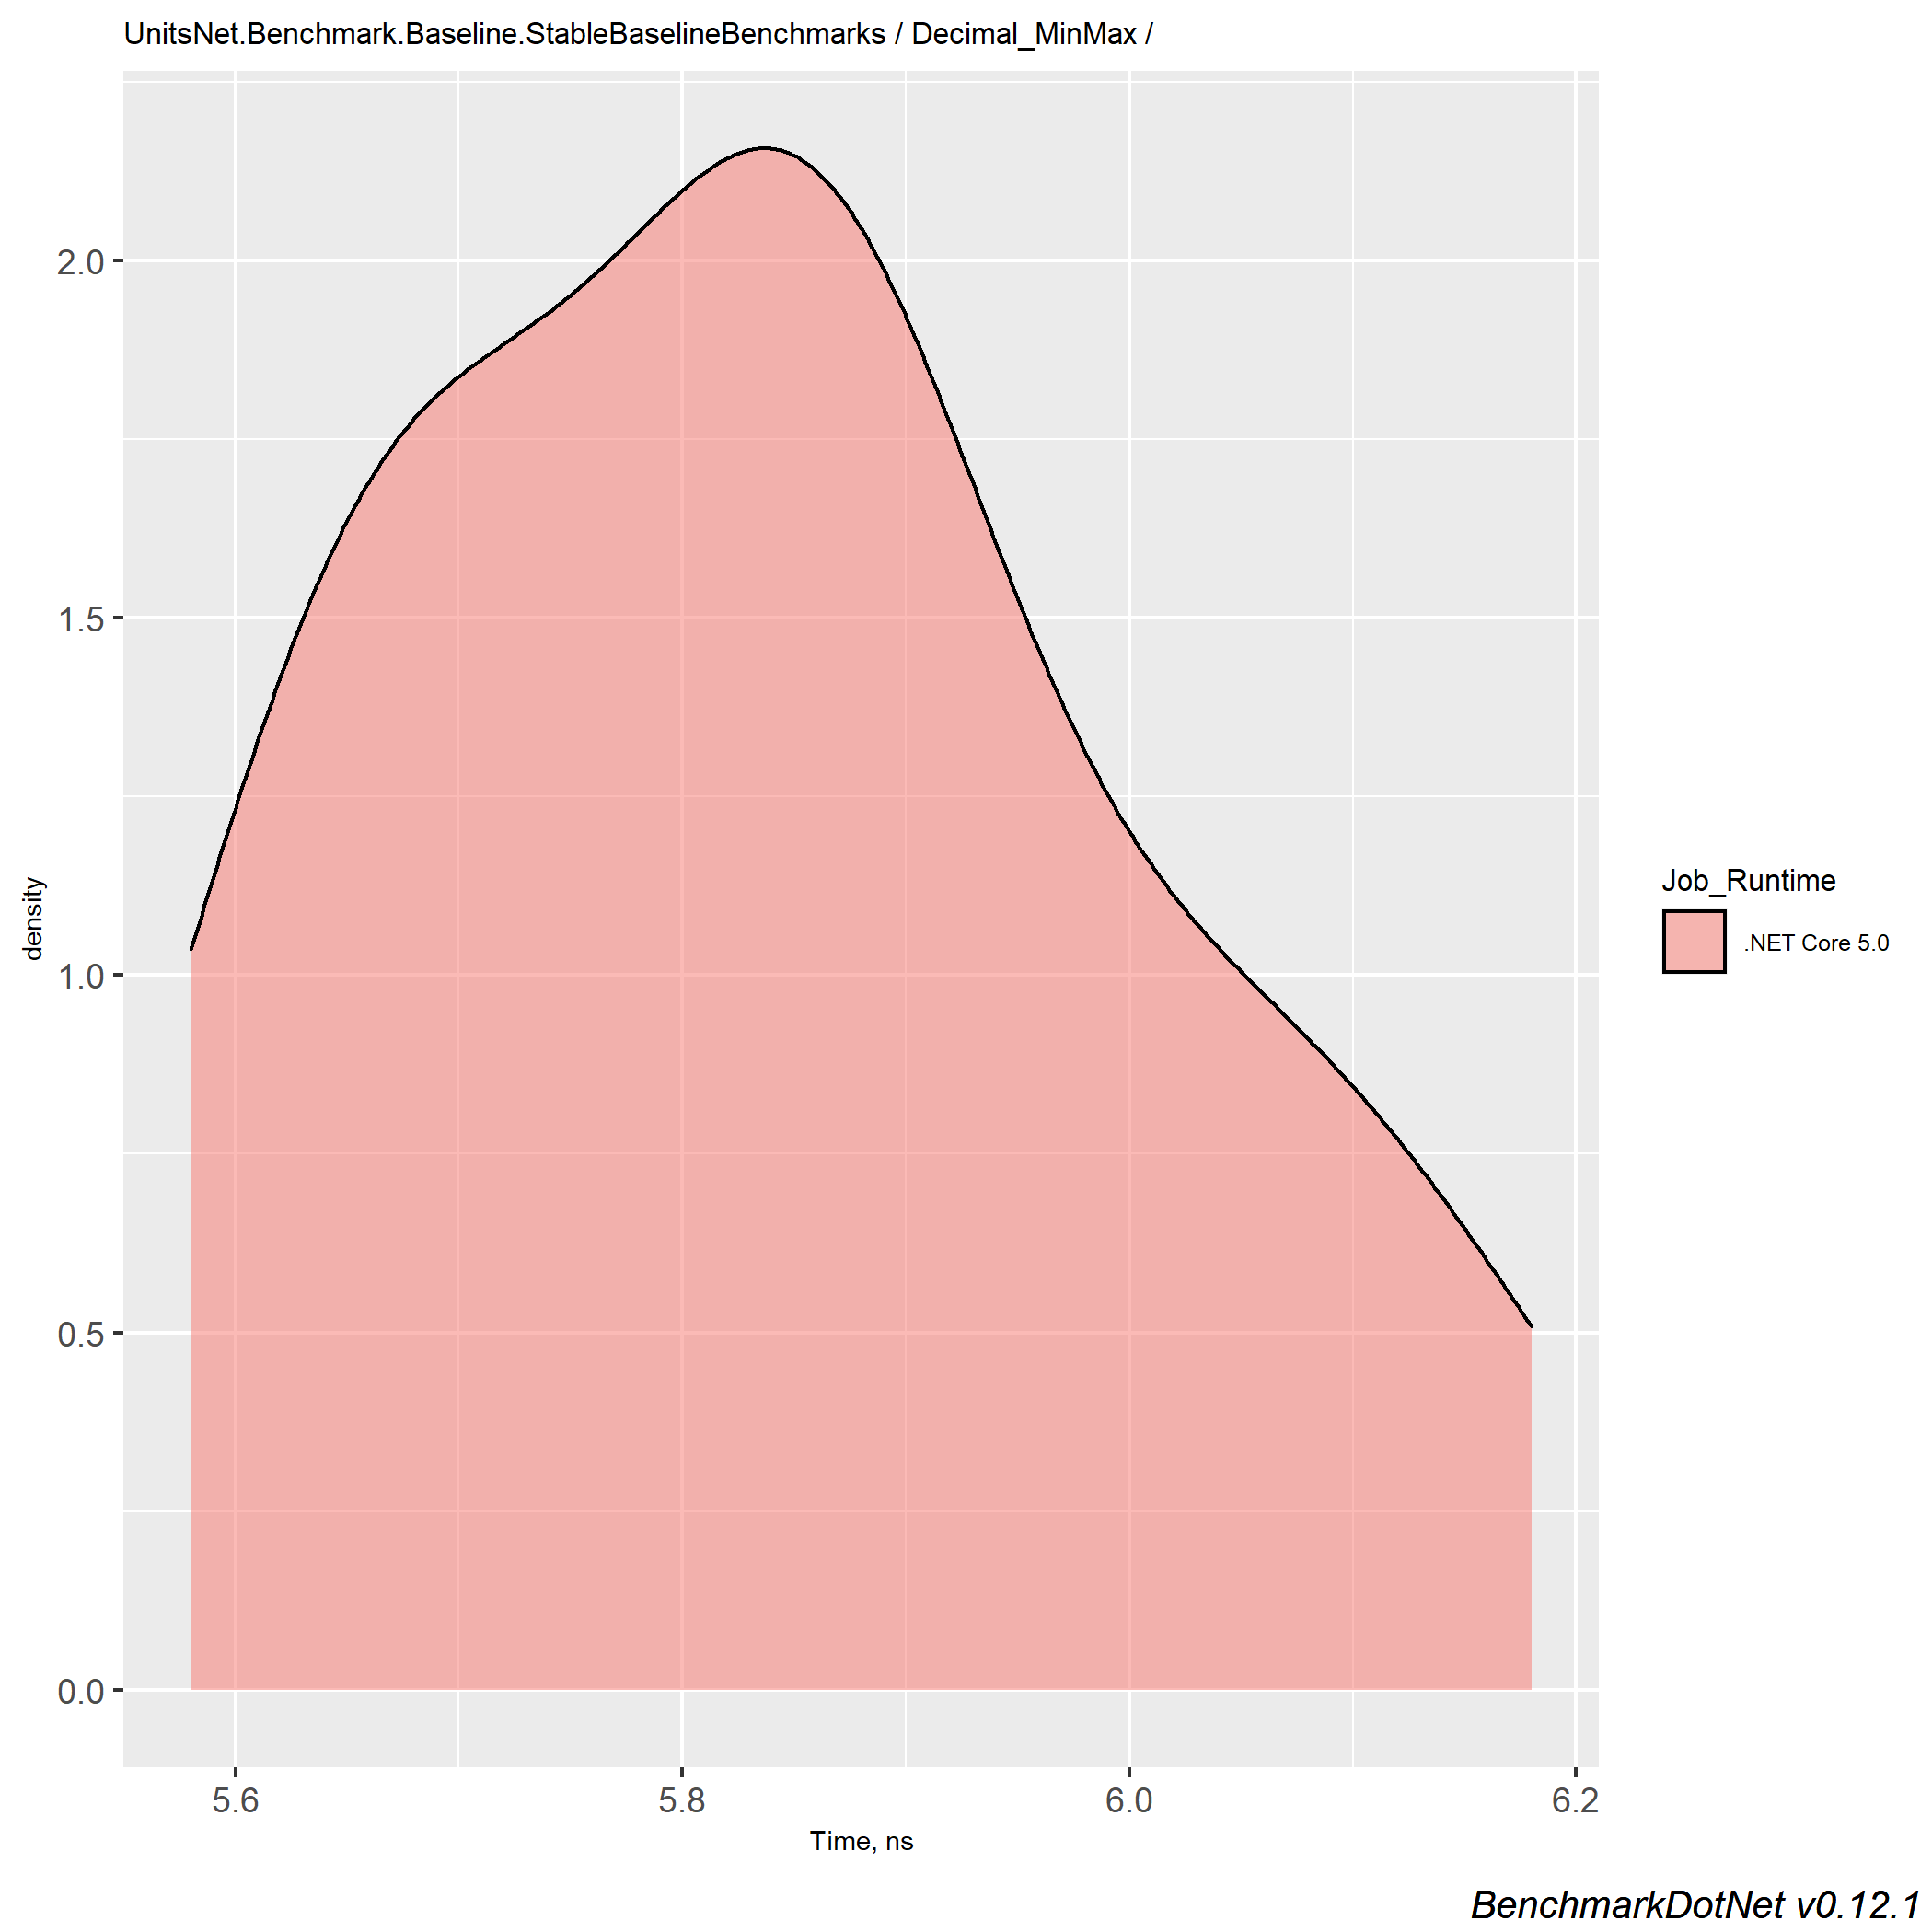 UnitsNet.Benchmark.Baseline.StableBaselineBenchmarks / Decimal_MinMax /
density
2.0
1.5
1.0
0.5
0.0
5.6 5.8 6.0 6.2
Time, ns
Job_Runtime
.NET Core 5.0
BenchmarkDotNet v0.12.1